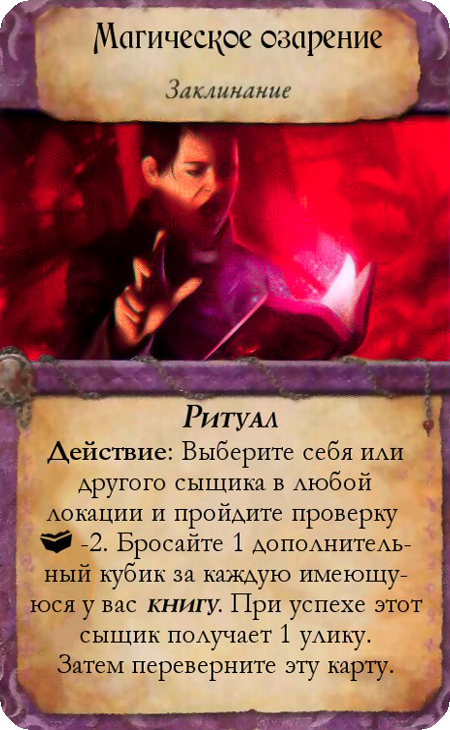 Магическое озарение
Заклинание
Ритуал
Действие: Выберите себя или
другого сыщика в любой
локации и пройдите проверку
-2. Бросайте 1 дополнитель-
ный кубик за каждую имеющу-
юся у вас книгу. При успехе этот
сыщик получает 1 улику.
Затем переверните эту карту.